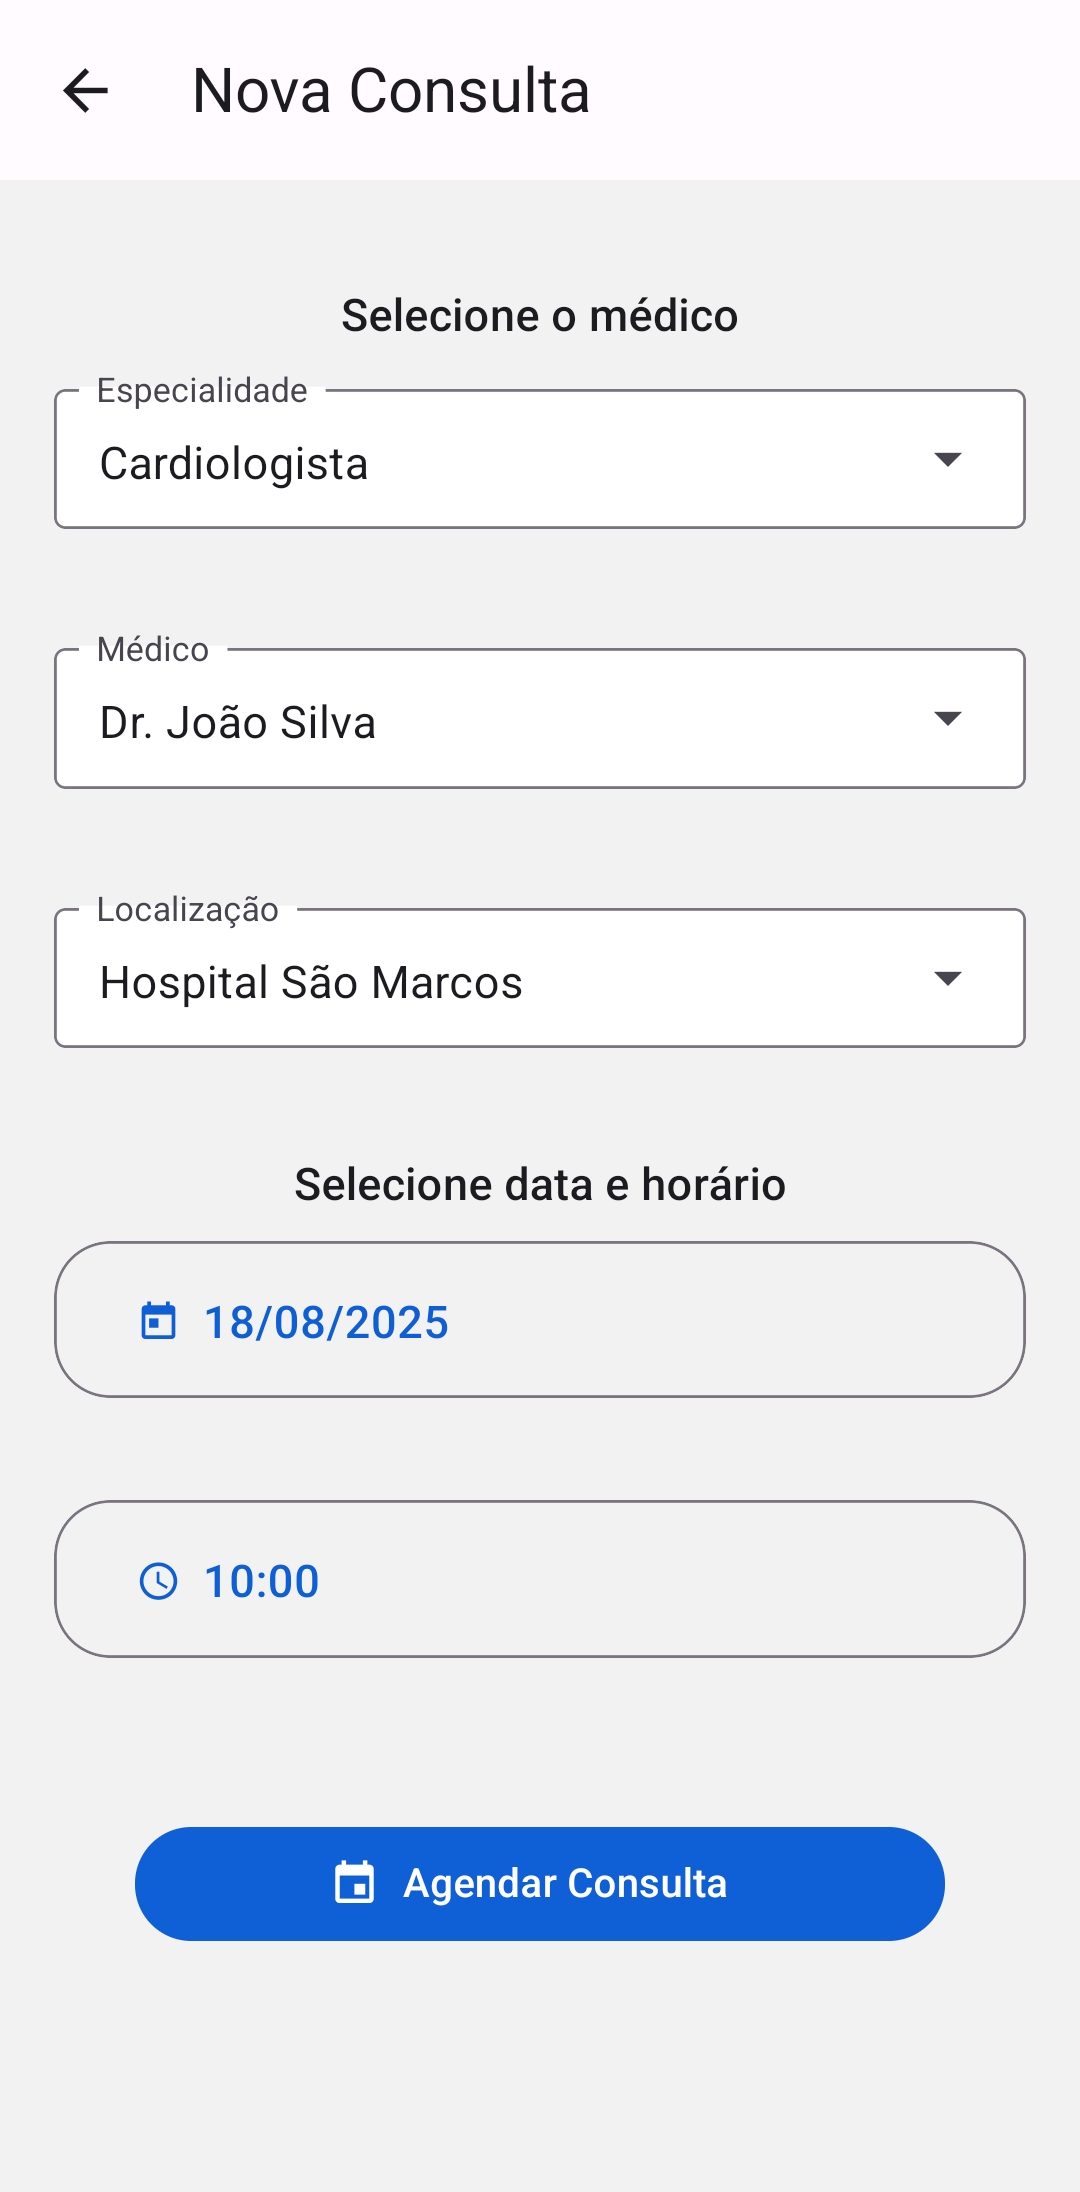 Nova Consulta
Selecione o médico
Especialidade
Cardiologista
Médico
Dr. João Silva
Localização
Hospital São Marcos
Selecione data e horário
18/08/2025
10:00
Agendar Consulta